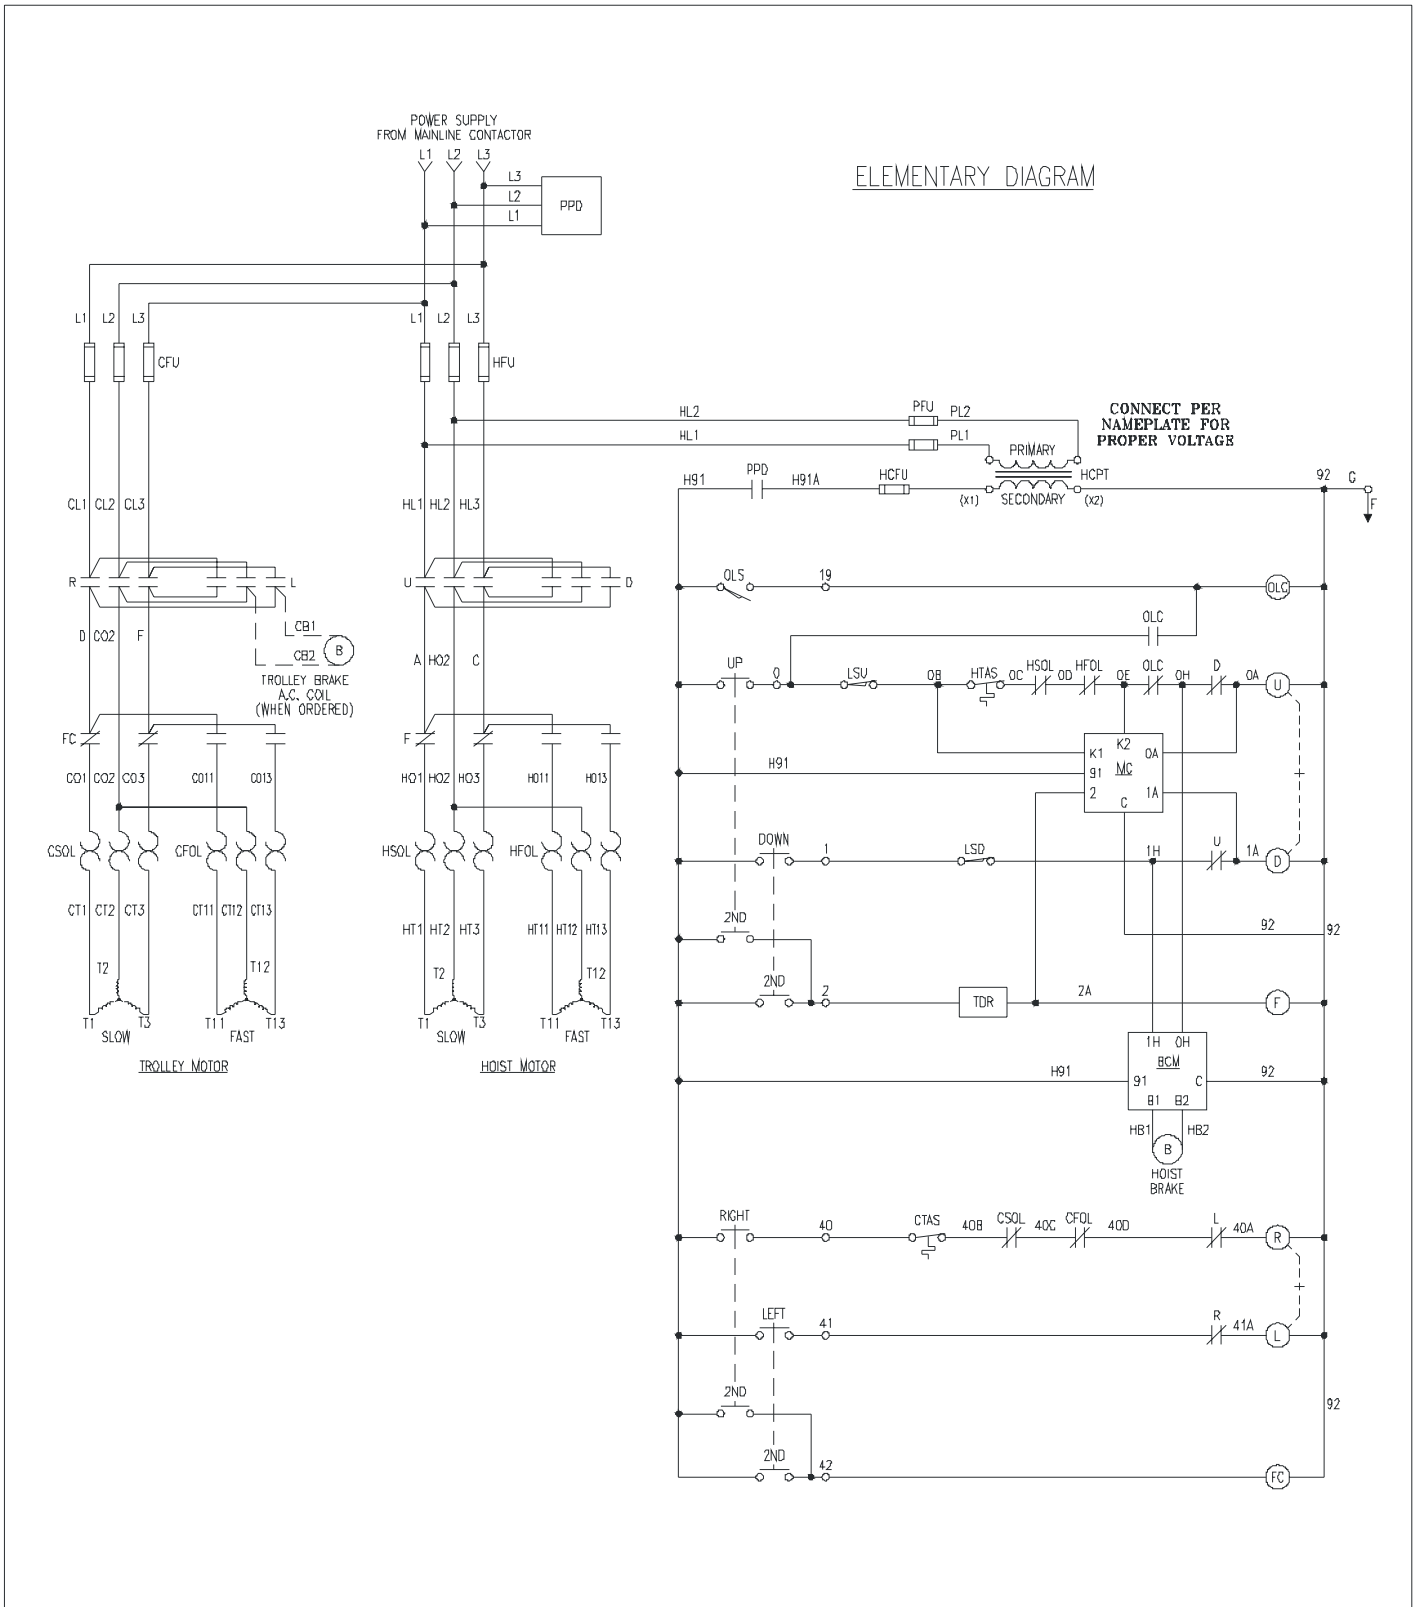 POWER SUPPLY
FROM MAINLINE CONTACTOR
L1 L2 L3
ELEMENTARY DIAGRAM
L3
L2
L1
PPD
L1 L2 L3
CFU
L1 L2 L3
HFU
HL2
PFU
PL2
HL1
PL1
CONNECT PER
NAMEPLATE FOR
PROPER VOLTAGE
PRIMARY
HCPT
H91
PPD
H91A
HCFU
(X1)
SECONDARY
(X2)
92
G
F
CL1 CL2 CL3
HL1 HL2 HL3
R
L
U
D
OLS
19
OLC
CB1
CB2
B
D CO2 F
A HO2 C
TROLLEY BRAKE
A.C. COIL
(WHEN ORDERED)
OLC
UP
0
LSU
0B
HTAS
0C
HSOL
0D
HFOL
0E
OLC
0H
D
0A
U
FC
F
K1
K2
0A
91
MC
2
1A
C
H91
CO1 CO2 CO3 CO11 CO13
HO1 HO2 HO3 HO11 HO13
CSOL
CFOL
HSOL
HFOL
DOWN
1
LSD
1H
U
1A
D
CT1 CT2 CT3 CT11 CT12 CT13
HT1 HT2 HT3 HT11 HT12 HT13
2ND
92
92
T2
T12
T2
T12
2ND
2
TDR
2A
F
T1 T3 T11 T13
SLOW FAST
T1 T3 T11 T13
SLOW FAST
TROLLEY MOTOR
HOIST MOTOR
1H 0H
BCM
H91
91
C
92
B1 B2
HB1
HB2
B
HOIST
BRAKE
RIGHT
40
CTAS
40B
CSOL
40C
CFOL
40D
L
40A
R
LEFT
41
R
41A
L
2ND
92
2ND
42
FC